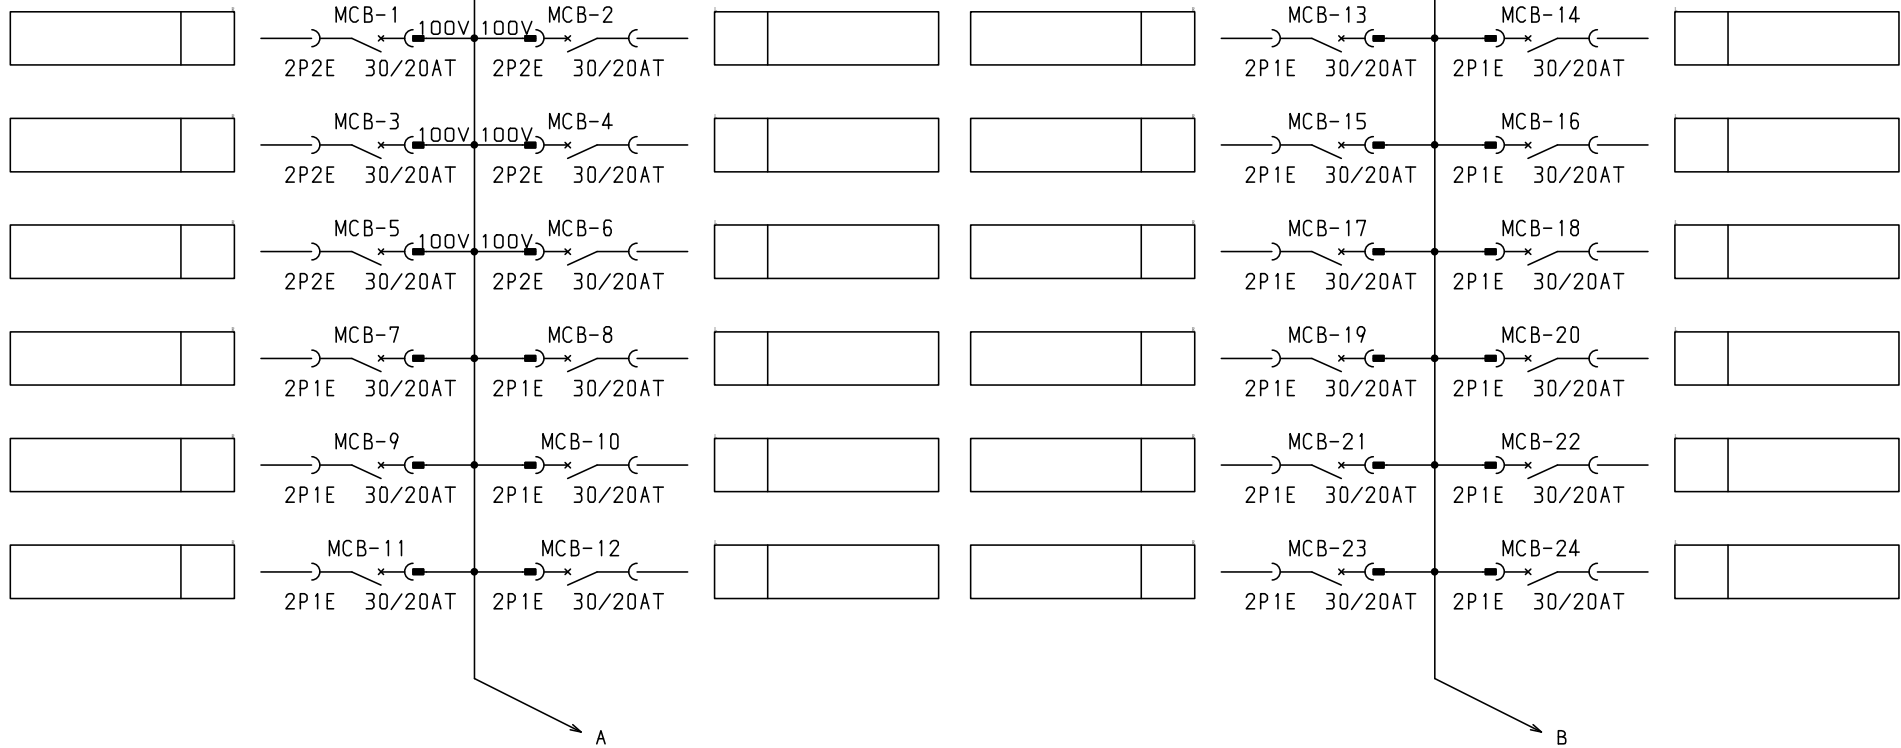 MCB-1 100V 100V MCB-2 MCB-13 MCB-14
2P2E 30/20AT 2P2E 30/20AT 2P1E 30/20AT 2P1E 30/20AT
MCB-3 100V 100V MCB-4 MCB-15 MCB-16
2P2E 30/20AT 2P2E 30/20AT 2P1E 30/20AT 2P1E 30/20AT
MCB-5 100V 100V MCB-6 MCB-17 MCB-18
2P2E 30/20AT 2P2E 30/20AT 2P1E 30/20AT 2P1E 30/20AT
MCB-7 MCB-8 MCB-19 MCB-20
2P1E 30/20AT 2P1E 30/20AT 2P1E 30/20AT 2P1E 30/20AT
MCB-9 MCB-10 MCB-21 MCB-22
2P1E 30/20AT 2P1E 30/20AT 2P1E 30/20AT 2P1E 30/20AT
MCB-11 MCB-12 MCB-23 MCB-24
2P1E 30/20AT 2P1E 30/20AT 2P1E 30/20AT 2P1E 30/20AT
A B